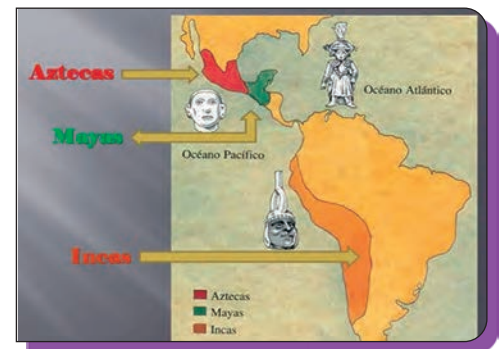 Aztecas
Océano Atlántico
Mayas
Océano Pacífico
Incas
Aztecas
Mayas
Incas